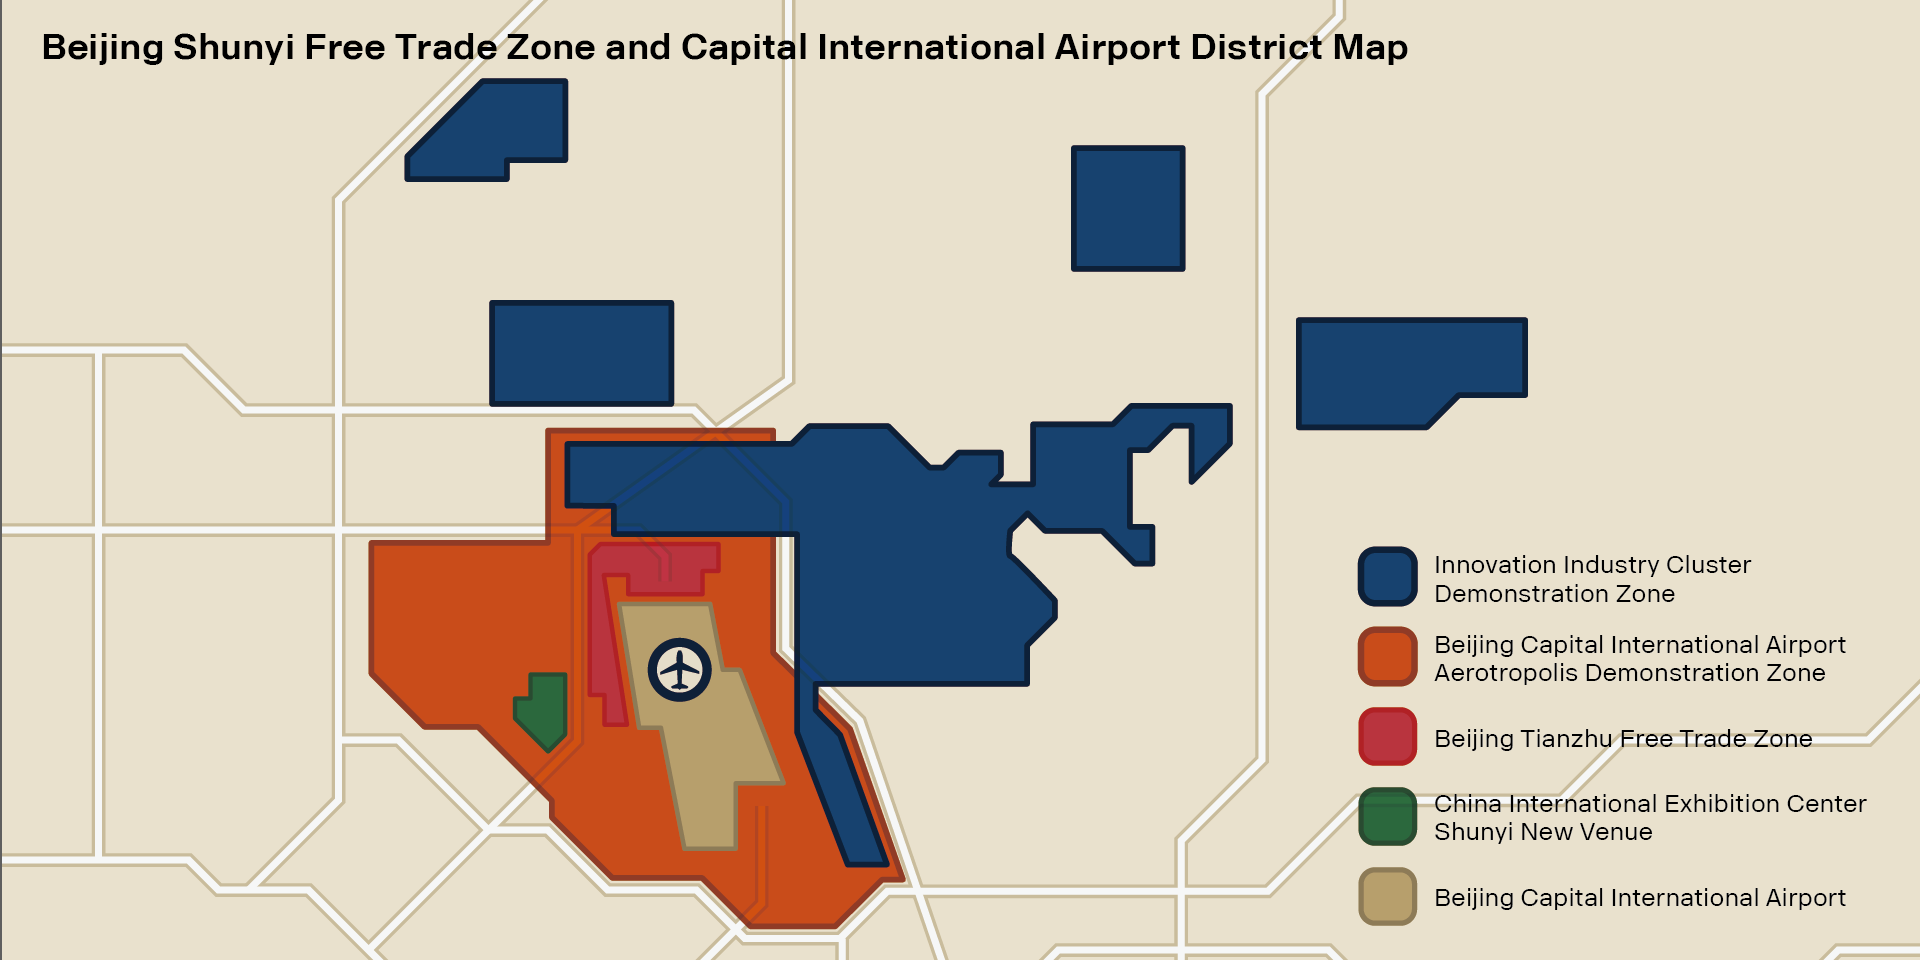 Beijing Shunyi Free Trade Zone and Capital International Airport District Map
Innovation Industry Cluster
Demonstration Zone
Beijing Capital International Airport
Aerotropolis Demonstration Zone
Beijing Tianzhu Free Trade Zone
China International Exhibition Center
Shunyi New Venue
Beijing Capital International Airport